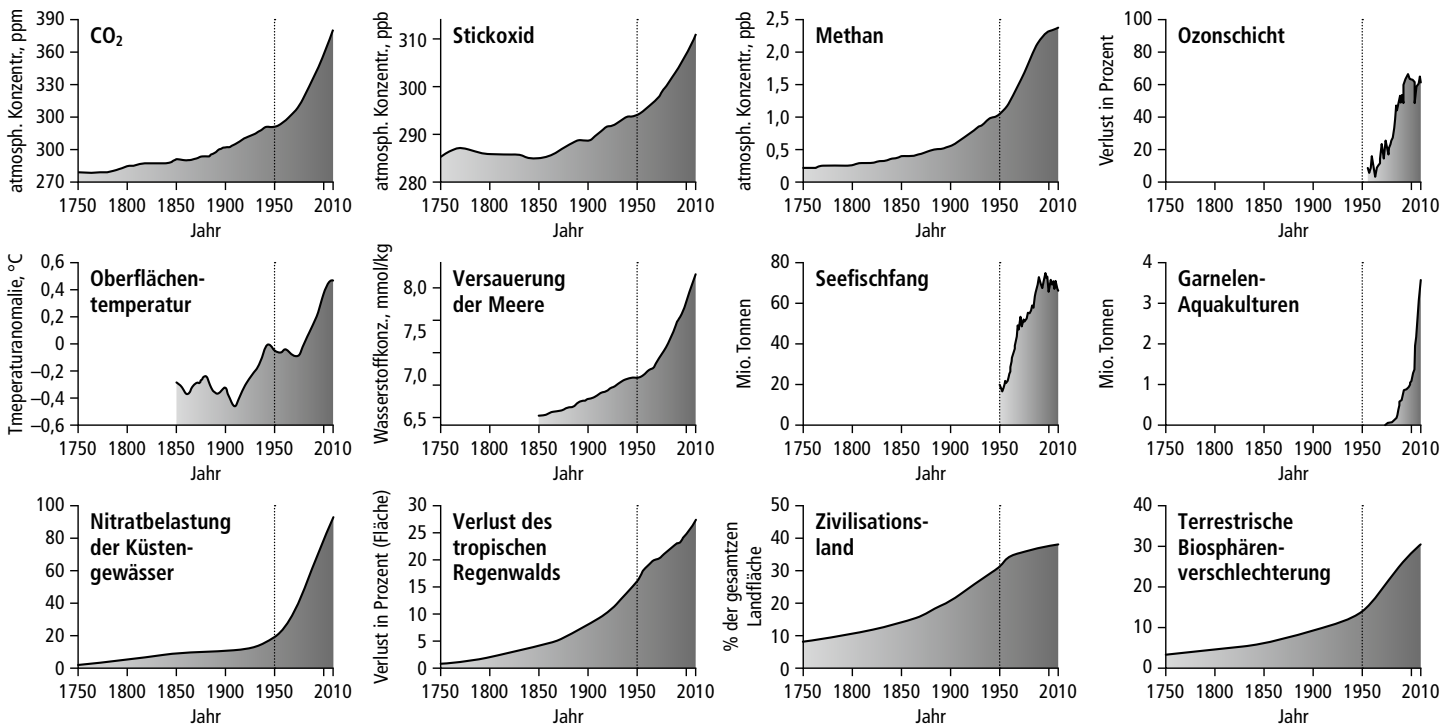 atmosph. Konzentr., ppm
390
360
330
300
270
CO₂
1750 1800 1850 1900 1950 2010
Jahr
atmosph. Konzentr., ppb
310
300
290
280
Stickoxid
1750 1800 1850 1900 1950 2010
Jahr
atmosph. Konzentr., ppb
2,5
2,0
1,5
1,0
0,5
0
Methan
1750 1800 1850 1900 1950 2010
Jahr
Verlust in Prozent
100
80
60
40
20
0
Ozonschicht
1750 1800 1850 1900 1950 2010
Jahr
Tmeperaturanomalie, °C
0,6
0,4
0,2
0
–0,2
–0,4
–0,6
Oberflächen-
temperatur
1750 1800 1850 1900 1950 2010
Jahr
Wasserstoffkonz., mmol/kg
8,0
7,5
7,0
6,5
Versauerung
der Meere
1750 1800 1850 1900 1950 2010
Jahr
Mio. Tonnen
80
60
40
20
0
Seefischfang
1750 1800 1850 1900 1950 2010
Jahr
Mio. Tonnen
4
3
2
1
0
Garnelen-
Aquakulturen
1750 1800 1850 1900 1950 2010
Jahr
100
80
60
40
20
0
Nitratbelastung
der Küsten-
gewässer
1750 1800 1850 1900 1950 2010
Jahr
Verlust in Prozent (Fläche)
30
25
20
15
10
5
0
Verlust des
tropischen
Regenwalds
1750 1800 1850 1900 1950 2010
Jahr
% der gesamtzen
Landfläche
50
40
30
20
10
0
Zivilisations-
land
1750 1800 1850 1900 1950 2010
Jahr
40
30
20
10
0
Terrestrische
Biosphären-
verschlechterung
1750 1800 1850 1900 1950 2010
Jahr